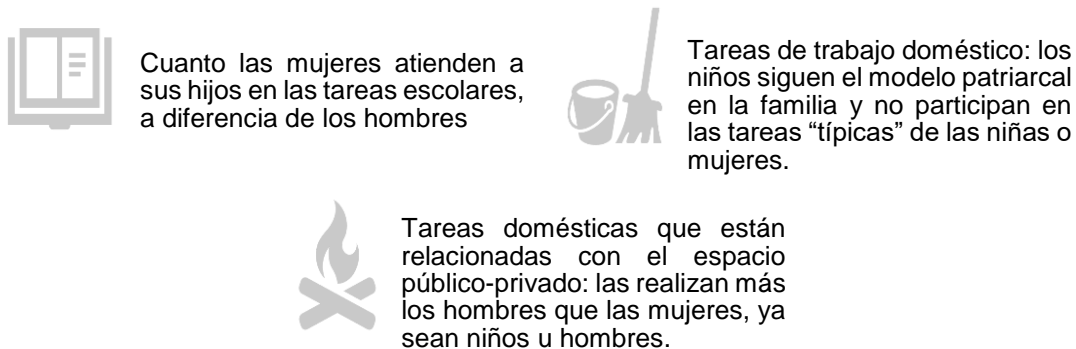 Cuanto las mujeres atienden a
sus hijos en las tareas escolares,
a diferencia de los hombres
Tareas de trabajo doméstico: los
niños siguen el modelo patriarcal
en la familia y no participan en
las tareas “típicas” de las niñas o
mujeres.
Tareas domésticas que están
relacionadas con el espacio
público-privado: las realizan más
los hombres que las mujeres, ya
sean niños u hombres.